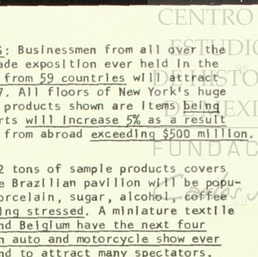 S: Businessmen from all over the
ade exposition ever held in the
from 59 countries will attract
7. All floors of New York's huge
products shown are items being
rts will increase 5% as a result
from abroad exceeding $500 million.
2 tons of sample products covers
e Brazilian pavilion will be popu-
orcelain, sugar, alcohol, coffee
ing stressed. A miniature textile
nd Belgium have the next four
n auto and motorcycle show ever
nd to attract many spectators.
CENTRO
ESTUDIO
D HISTO
D MEXI
FUNDAC